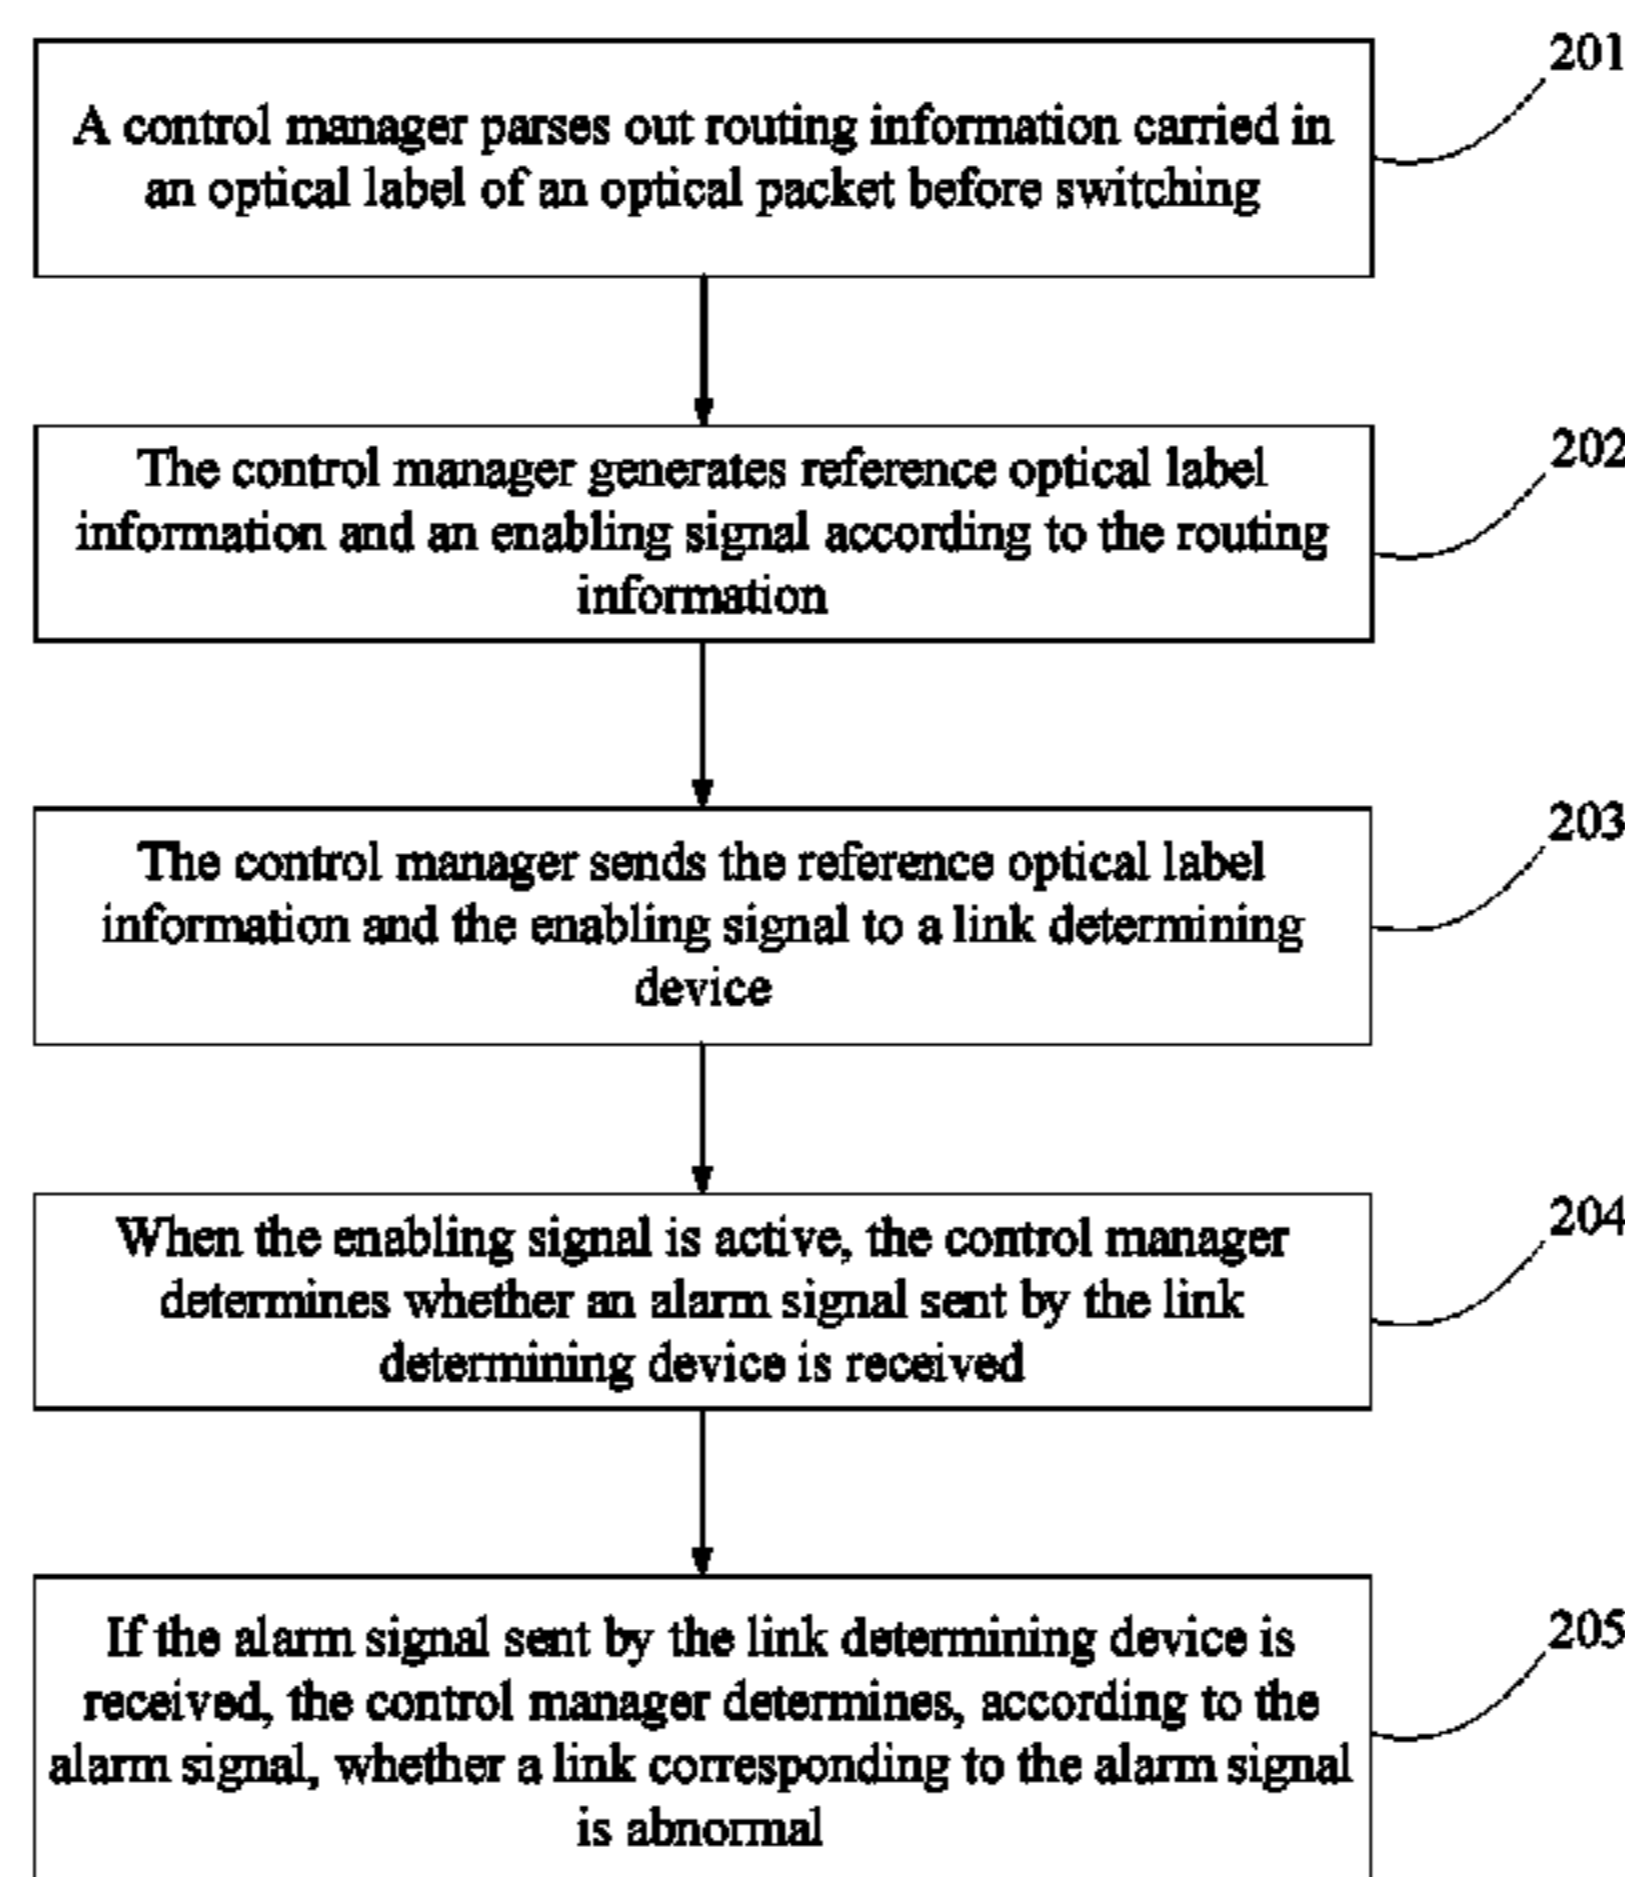 201
A control manager parses out routing information carried in
an optical label of an optical packet before switching
202
The control manager generates reference optical label
information and an enabling signal according to the routing
information
203
The control manager sends the reference optical label
information and the enabling signal to a link determining
device
204
When the enabling signal is active, the control manager
determines whether an alarm signal sent by the link
determining device is received
205
If the alarm signal sent by the link determining device is
received, the control manager determines, according to the
alarm signal, whether a link corresponding to the alarm signal
is abnormal